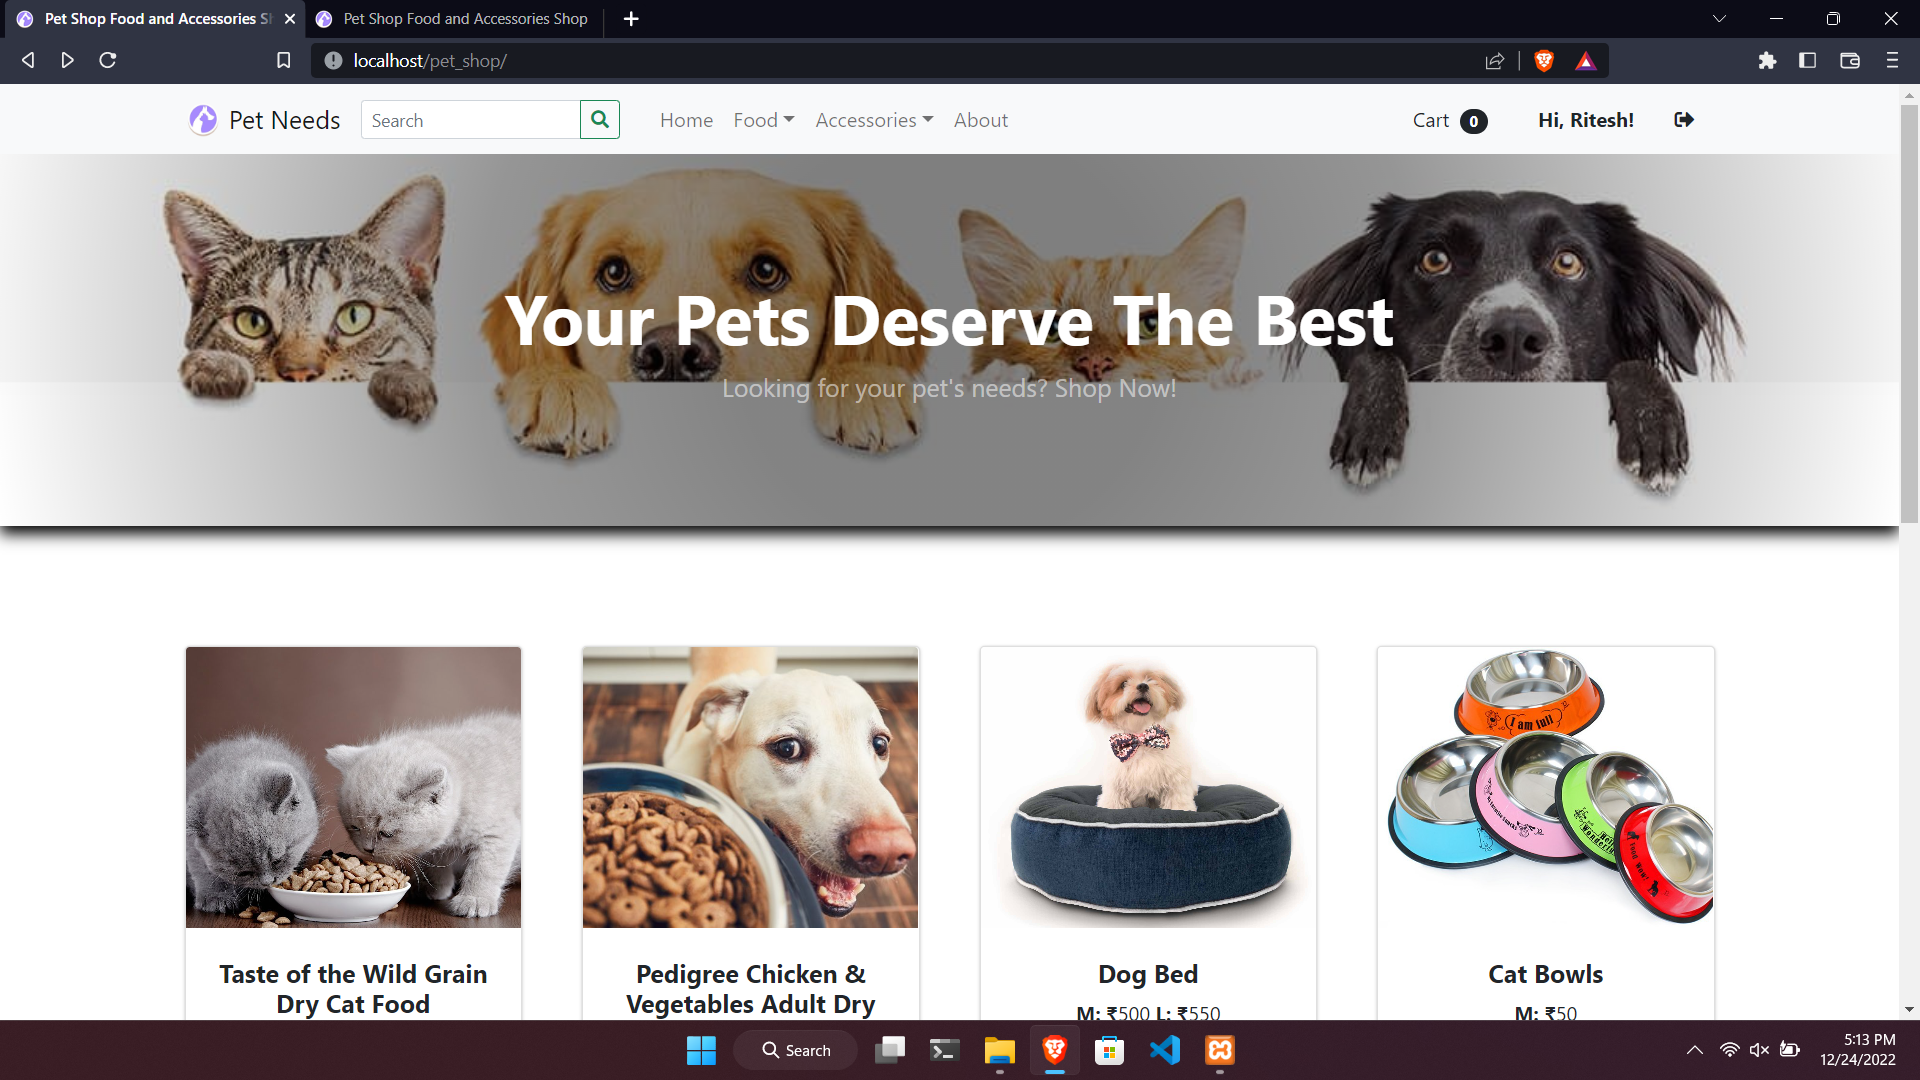 Pet Shop Food and Accessories S
Pet Shop Food and Accessories Shop
localhost/pet_shop/
Pet Needs
Search
Home
Food
Accessories
About
Cart 0
Hi, Ritesh!
Your Pets Deserve The Best
Looking for your pet's needs? Shop Now!
I am full
Taste of the Wild Grain
Dry Cat Food
Pedigree Chicken &
Vegetables Adult Dry
Dog Bed
M: ₹500 L: ₹550
Cat Bowls
M: ₹50
Search
5:13 PM
12/24/2022